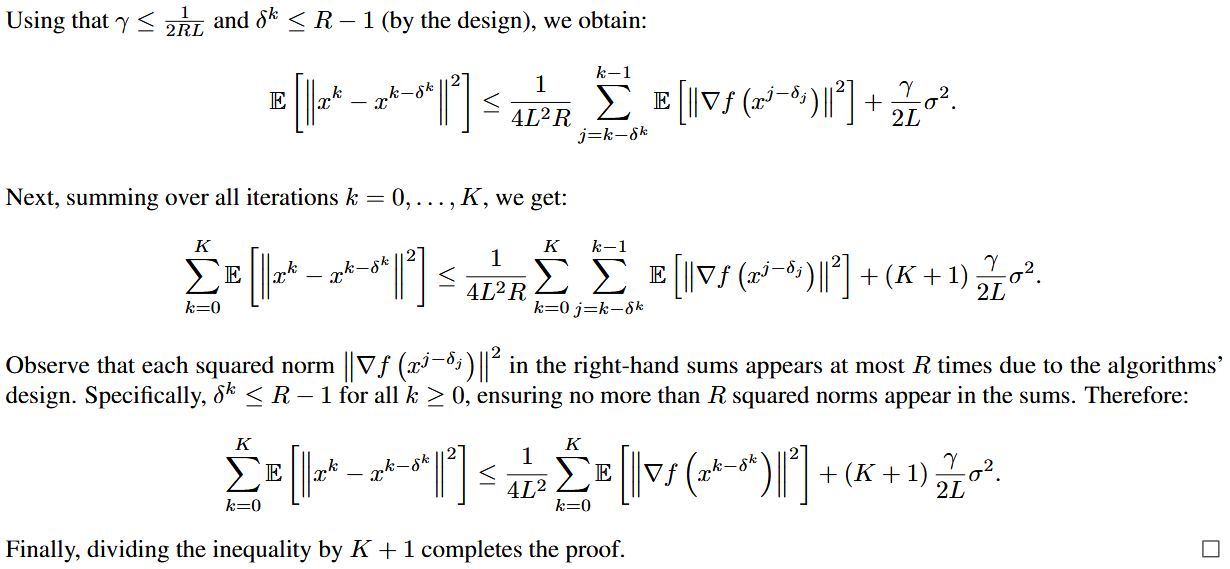 Using that $\gamma \leq \frac{1}{2RL}$ and $\delta^k \leq R - 1$ (by the design), we obtain:
$$\mathbb{E}\left[\left\|x^k - x^{k-\delta^k}\right\|^2\right] \leq \frac{1}{4L^2R} \sum_{j=k-\delta^k}^{k-1} \mathbb{E}\left[\left\|\nabla f\left(x^{j-\delta_j}\right)\right\|^2\right] + \frac{\gamma}{2L}\sigma^2.$$
Next, summing over all iterations $k = 0, \ldots, K$, we get:
$$\sum_{k=0}^{K} \mathbb{E}\left[\left\|x^k - x^{k-\delta^k}\right\|^2\right] \leq \frac{1}{4L^2R} \sum_{k=0}^{K} \sum_{j=k-\delta^k}^{k-1} \mathbb{E}\left[\left\|\nabla f\left(x^{j-\delta_j}\right)\right\|^2\right] + (K+1)\frac{\gamma}{2L}\sigma^2.$$
Observe that each squared norm $\left\|\nabla f\left(x^{j-\delta_j}\right)\right\|^2$ in the right-hand sums appears at most $R$ times due to the algorithms'
design. Specifically, $\delta^k \leq R - 1$ for all $k \geq 0$, ensuring no more than $R$ squared norms appear in the sums. Therefore:
$$\sum_{k=0}^{K} \mathbb{E}\left[\left\|x^k - x^{k-\delta^k}\right\|^2\right] \leq \frac{1}{4L^2} \sum_{k=0}^{K} \mathbb{E}\left[\left\|\nabla f\left(x^{k-\delta^k}\right)\right\|^2\right] + (K+1)\frac{\gamma}{2L}\sigma^2.$$
Finally, dividing the inequality by $K + 1$ completes the proof. □